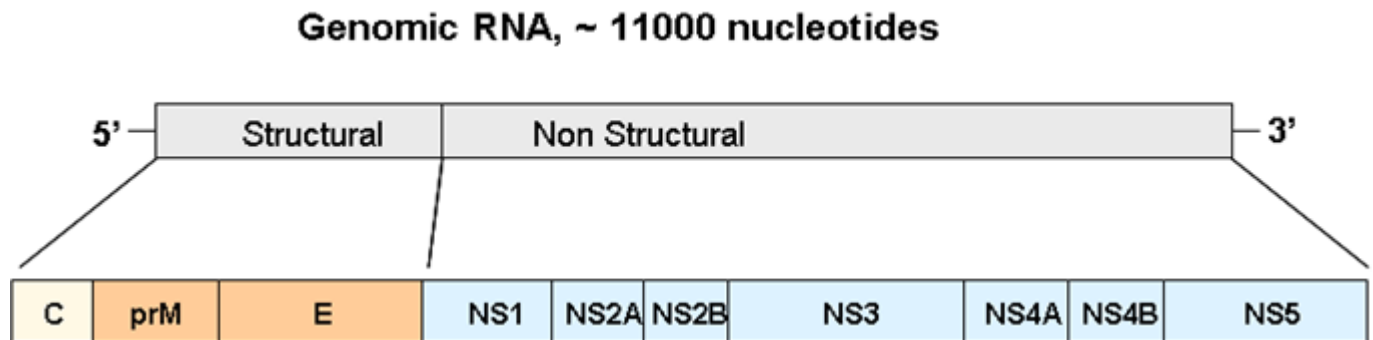 Genomic RNA, ~ 11000 nucleotides
5’ Structural Non Structural 3’
C prM E NS1 NS2A NS2B NS3 NS4A NS4B NS5